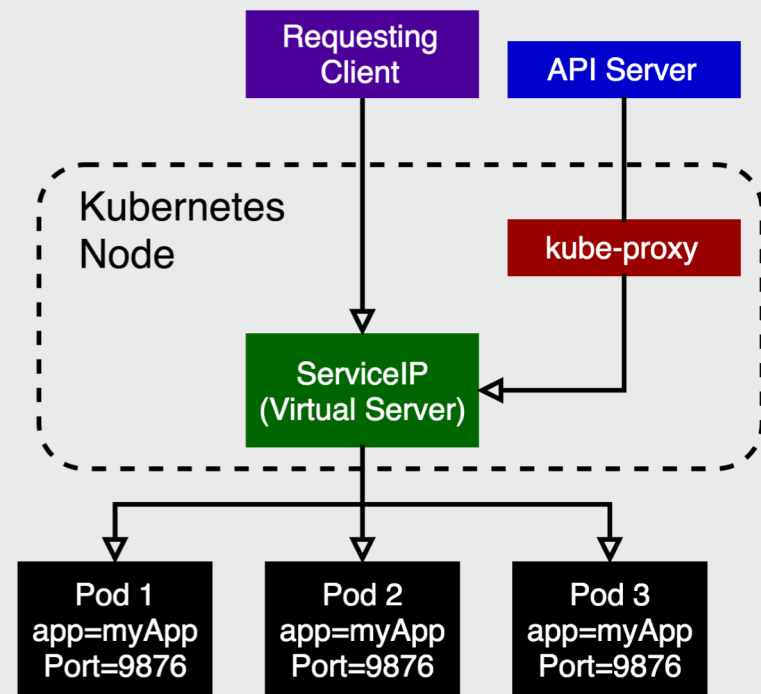 Requesting
Client
API Server
Kubernetes
Node
kube-proxy
ServiceIP
(Virtual Server)
Pod 1
app=myApp
Port=9876
Pod 2
app=myApp
Port=9876
Pod 3
app=myApp
Port=9876